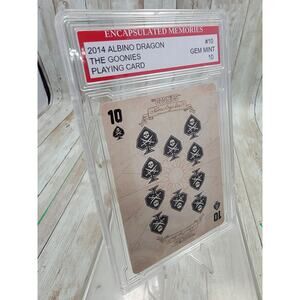 ENCAPSULATED MEMORIES
2014 ALBINO DRAGON #10
THE GOONIES GEM MINT
PLAYING CARD 10
10
10